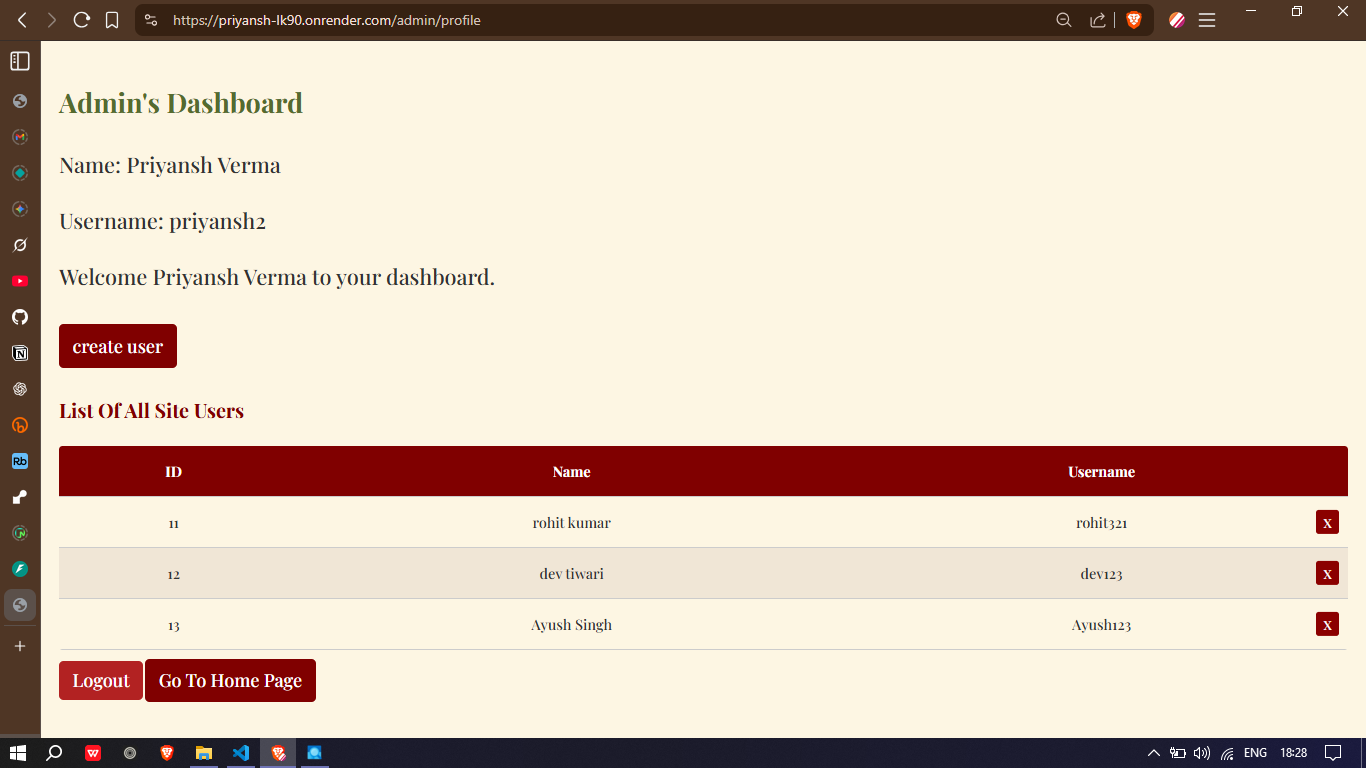 https://priyansh-lk90.onrender.com/admin/profile
Admin's Dashboard
Name: Priyansh Verma
Username: priyansh2
Welcome Priyansh Verma to your dashboard.
create user
List Of All Site Users
ID Name Username
11 rohit kumar rohit321 x
12 dev tiwari dev123 x
13 Ayush Singh Ayush123 x
Logout Go To Home Page
Rb
ENG 18:28